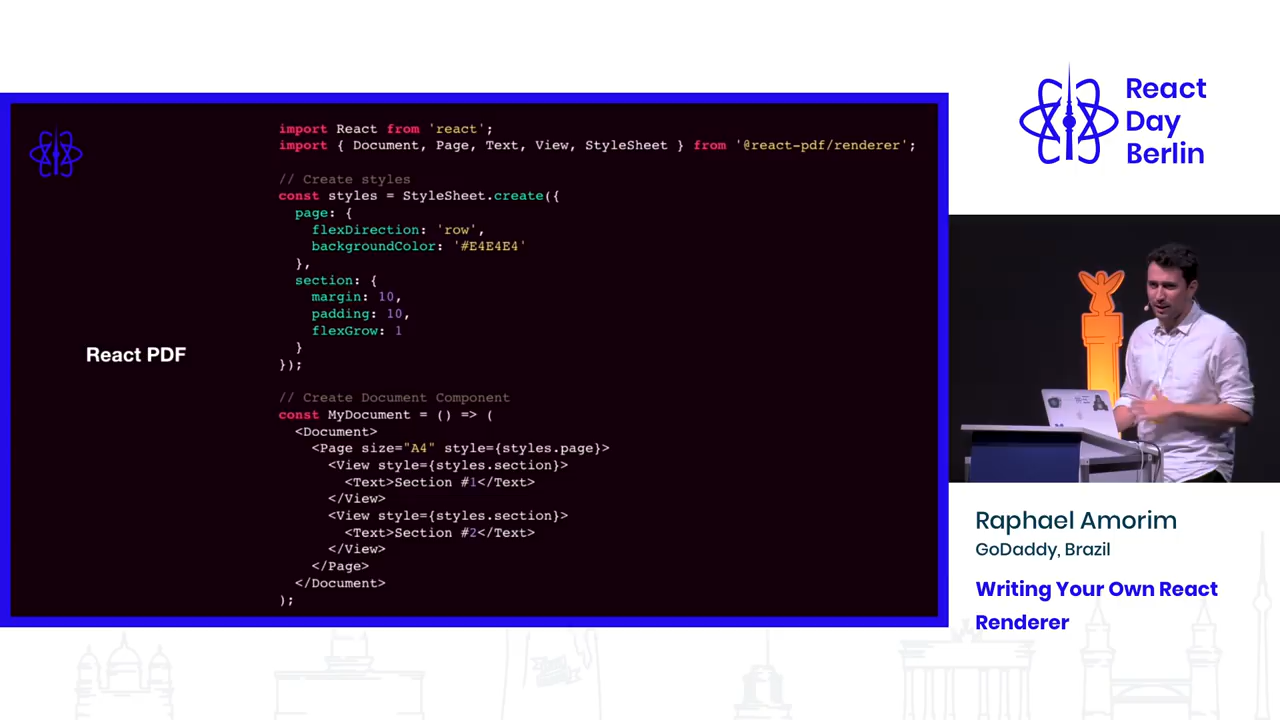 React PDF
import React from 'react';
import { Document, Page, Text, View, StyleSheet } from '@react-pdf/renderer';
// Create styles
const styles = StyleSheet.create({
page: {
flexDirection: 'row',
backgroundColor: '#E4E4E4'
},
section: {
margin: 10,
padding: 10,
flexGrow: 1
}
});
// Create Document Component
const MyDocument = () => (
<Document>
<Page size="A4" style={styles.page}>
<View style={styles.section}>
<Text>Section #1</Text>
</View>
<View style={styles.section}>
<Text>Section #2</Text>
</View>
</Page>
</Document>
);
React
Day
Berlin
Raphael Amorim
GoDaddy, Brazil
Writing Your Own React
Renderer